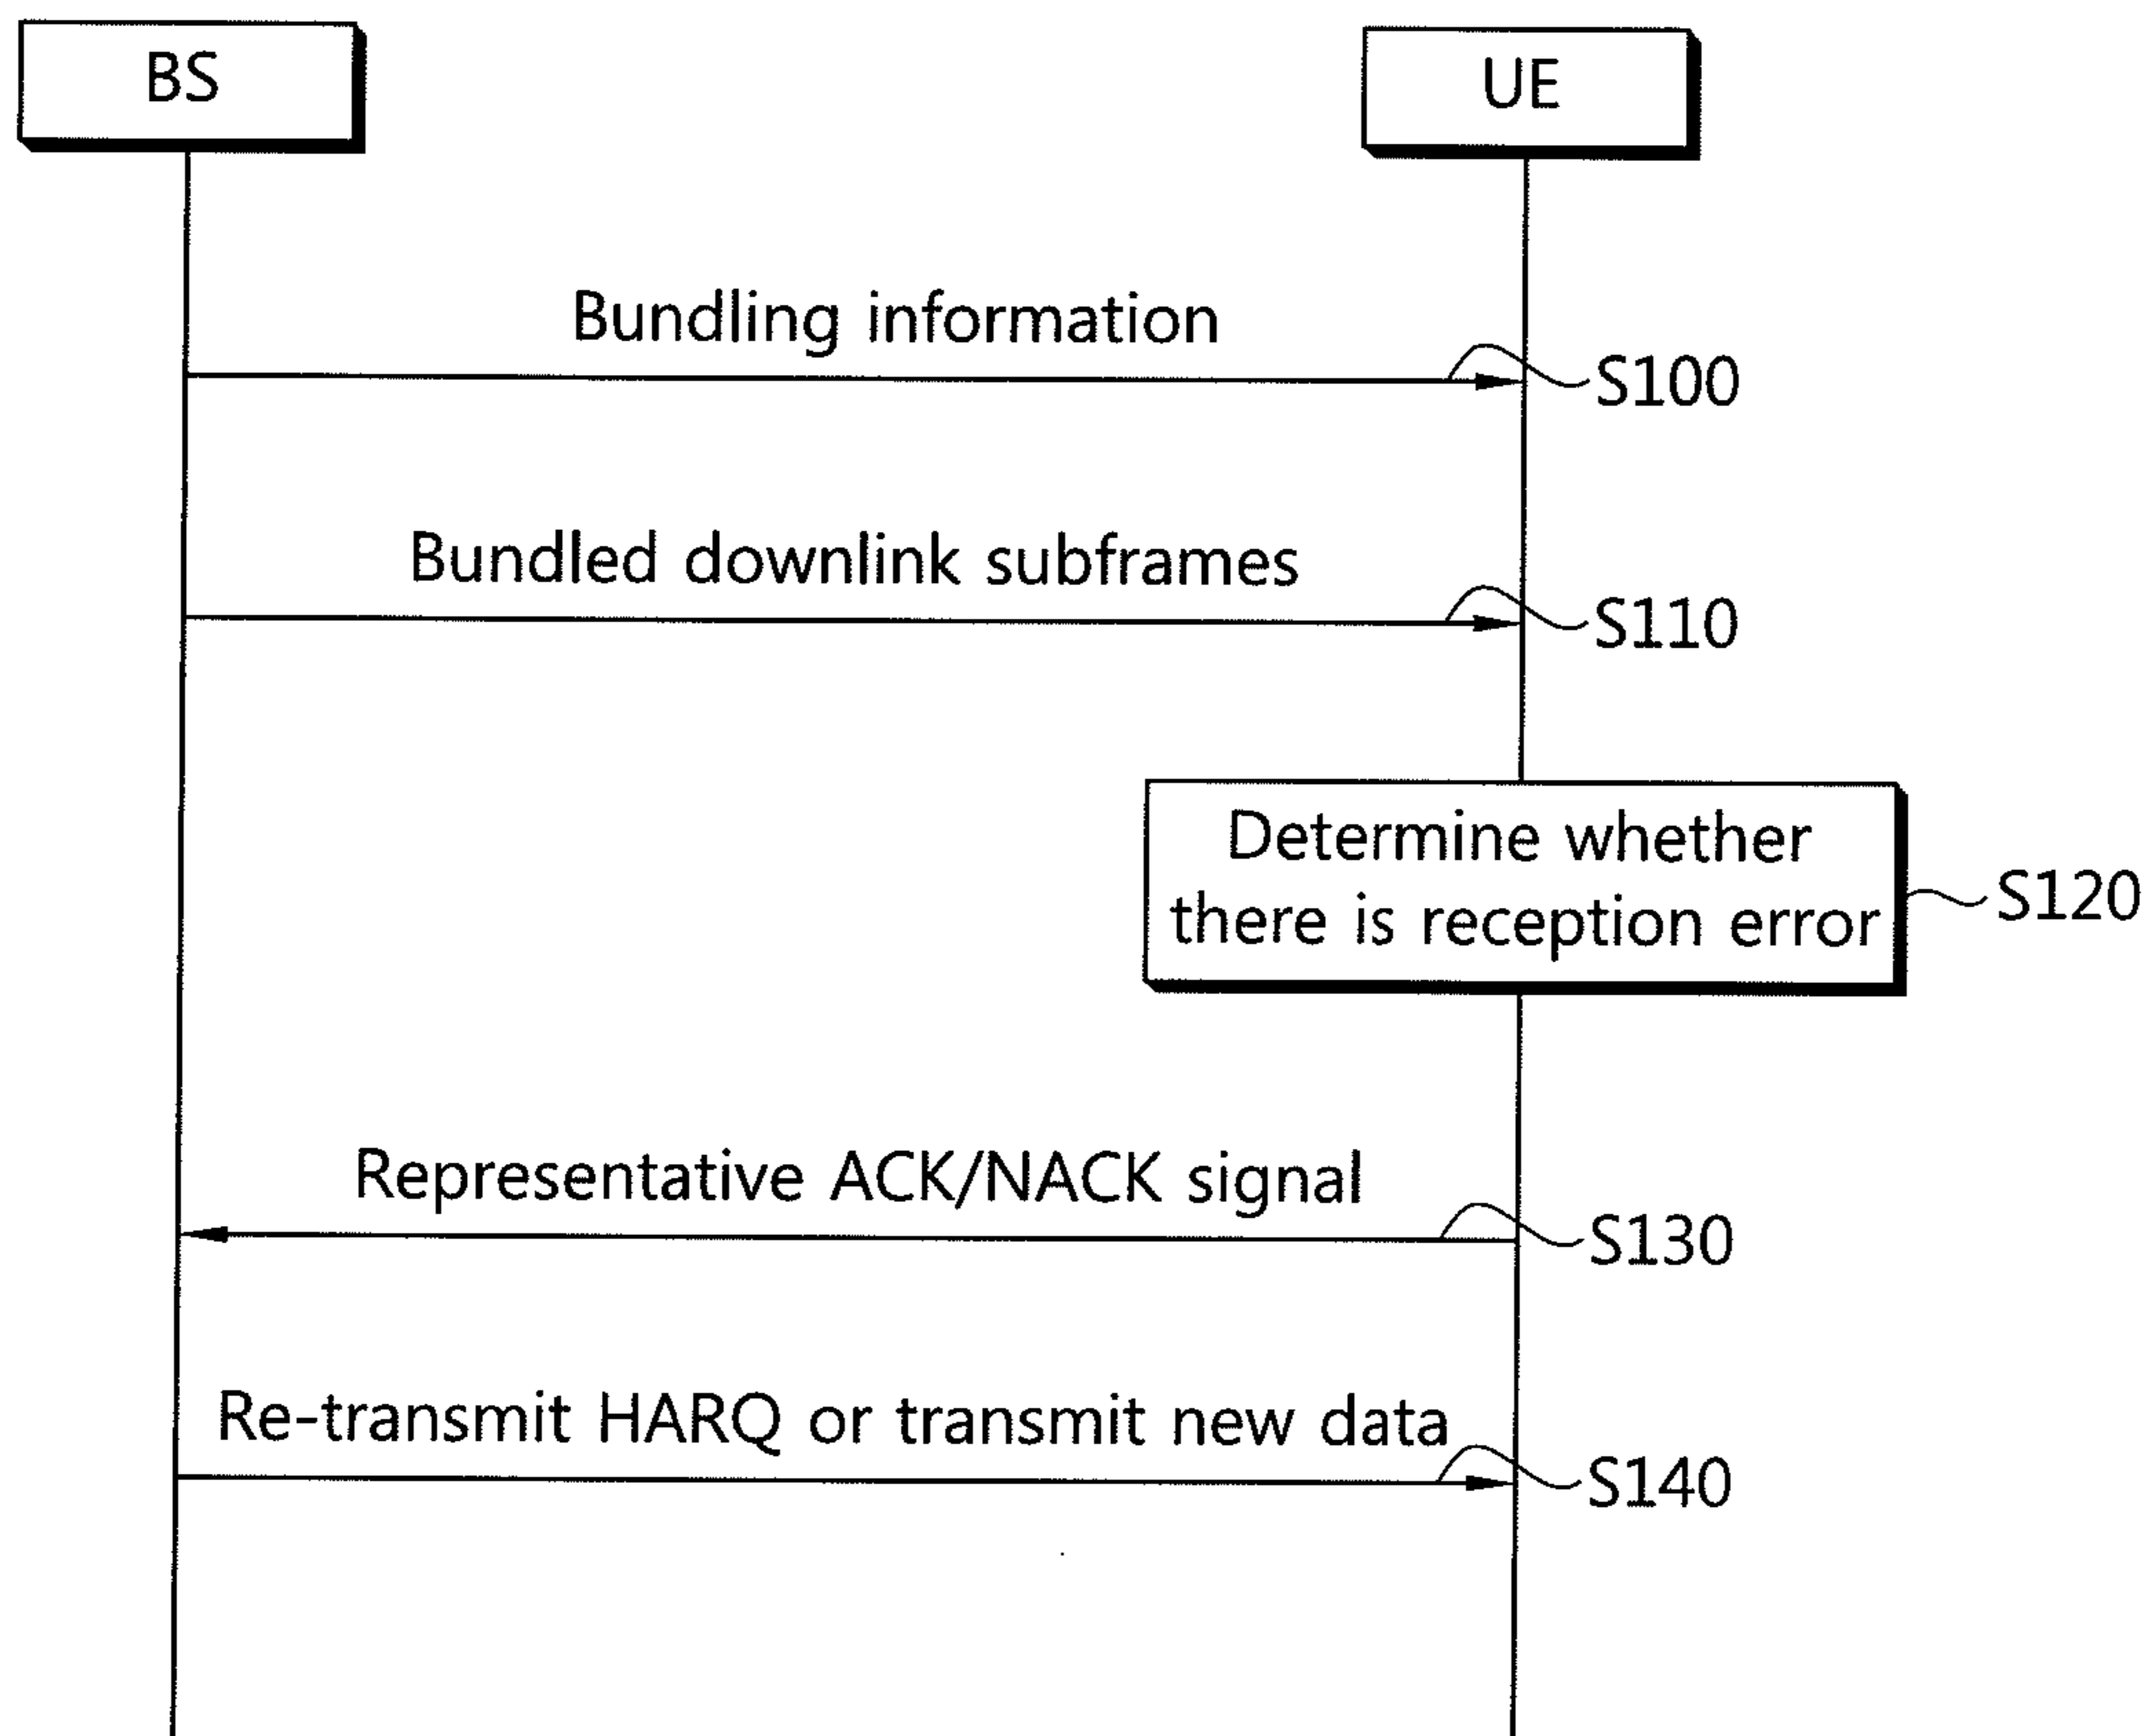 BS
UE
Bundling information
S100
Bundled downlink subframes
S110
Determine whether
there is reception error
S120
Representative ACK/NACK signal
S130
Re-transmit HARQ or transmit new data
S140